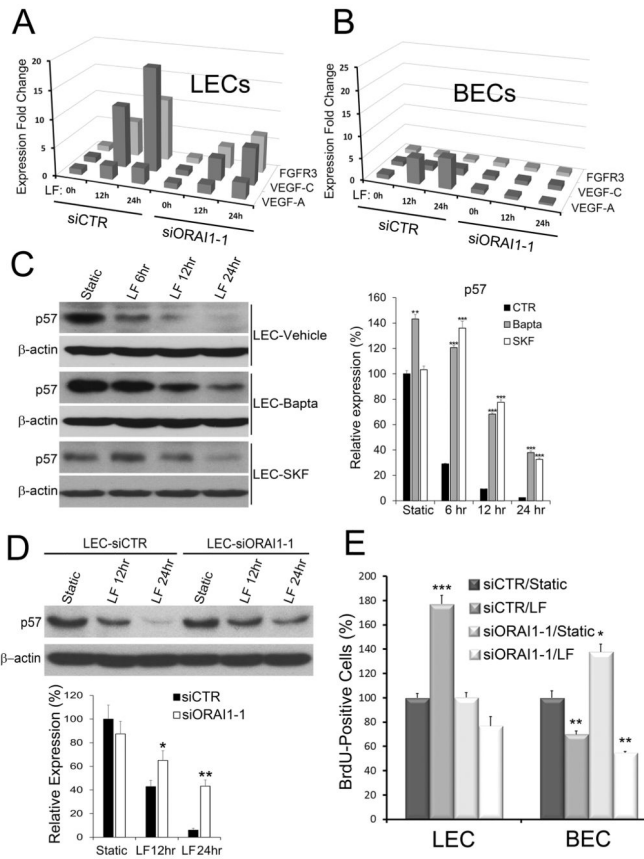 A
Expression Fold Change
20
15
10
5
0
LECs
FGFR3
VEGF-C
VEGF-A
LF: 0h 12h 24h 0h 12h 24h
siCTR siORAI1-1
B
Expression Fold Change
25
20
15
10
5
0
BECs
FGFR3
VEGF-C
VEGF-A
LF: 0h 12h 24h 0h 12h 24h
siCTR siORAI1-1
C
Static LF 6hr LF 12hr LF 24hr
p57
β-actin
LEC-Vehicle
p57
β-actin
LEC-Bapta
p57
β-actin
LEC-SKF
p57
CTR
Bapta
SKF
Relative expression (%)
160
140
120
100
80
60
40
20
0
** *** *** *** *** *** ***
Static 6 hr 12 hr 24 hr
D
LEC-siCTR LEC-siORAI1-1
Static LF 12hr LF 24hr Static LF 12hr LF 24hr
p57
β-actin
Relative Expression (%)
120
100
80
60
40
20
0
siCTR
siORAI1-1
* **
Static LF12hr LF24hr
E
BrdU-Positive Cells (%)
200
180
160
140
120
100
80
60
40
20
0
siCTR/Static
siCTR/LF
siORAI1-1/Static
siORAI1-1/LF
*** ** * **
LEC BEC